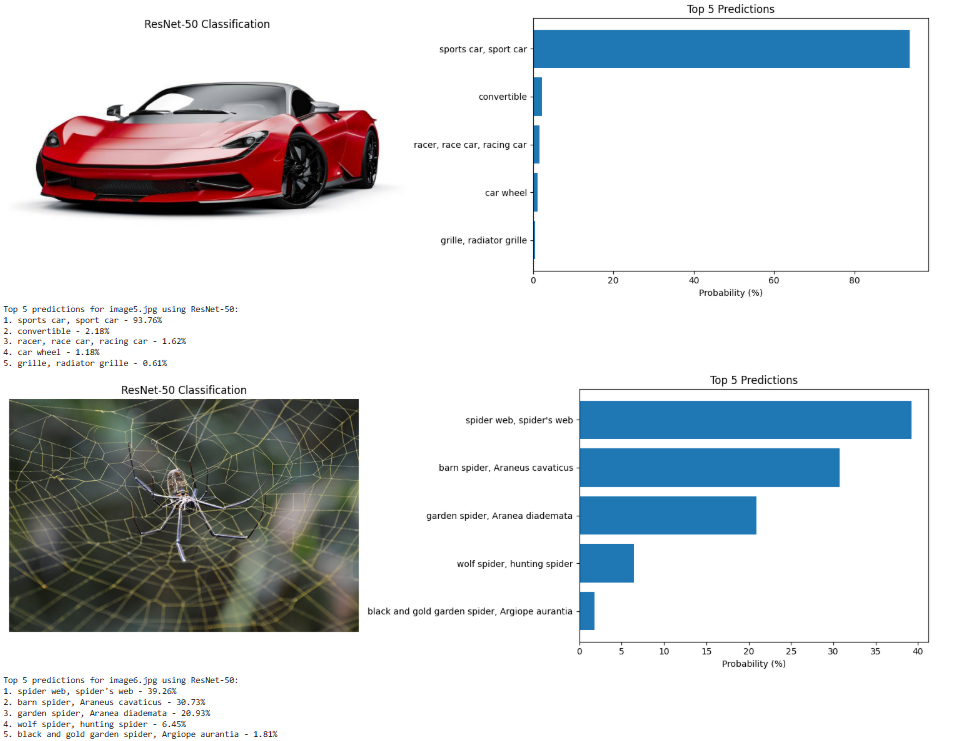 ResNet-50 Classification
Top 5 Predictions
sports car, sport car
convertible
racer, race car, racing car
car wheel
grille, radiator grille
0 20 40 60 80
Probability (%)
Top 5 predictions for image5.jpg using ResNet-50:
1. sports car, sport car - 93.76%
2. convertible - 2.18%
3. racer, race car, racing car - 1.62%
4. car wheel - 1.18%
5. grille, radiator grille - 0.61%
ResNet-50 Classification
Top 5 Predictions
spider web, spider's web
barn spider, Araneus cavaticus
garden spider, Aranea diademata
wolf spider, hunting spider
black and gold garden spider, Argiope aurantia
0 5 10 15 20 25 30 35 40
Probability (%)
Top 5 predictions for image6.jpg using ResNet-50:
1. spider web, spider's web - 39.26%
2. barn spider, Araneus cavaticus - 30.73%
3. garden spider, Aranea diademata - 20.93%
4. wolf spider, hunting spider - 6.45%
5. black and gold garden spider, Argiope aurantia - 1.81%